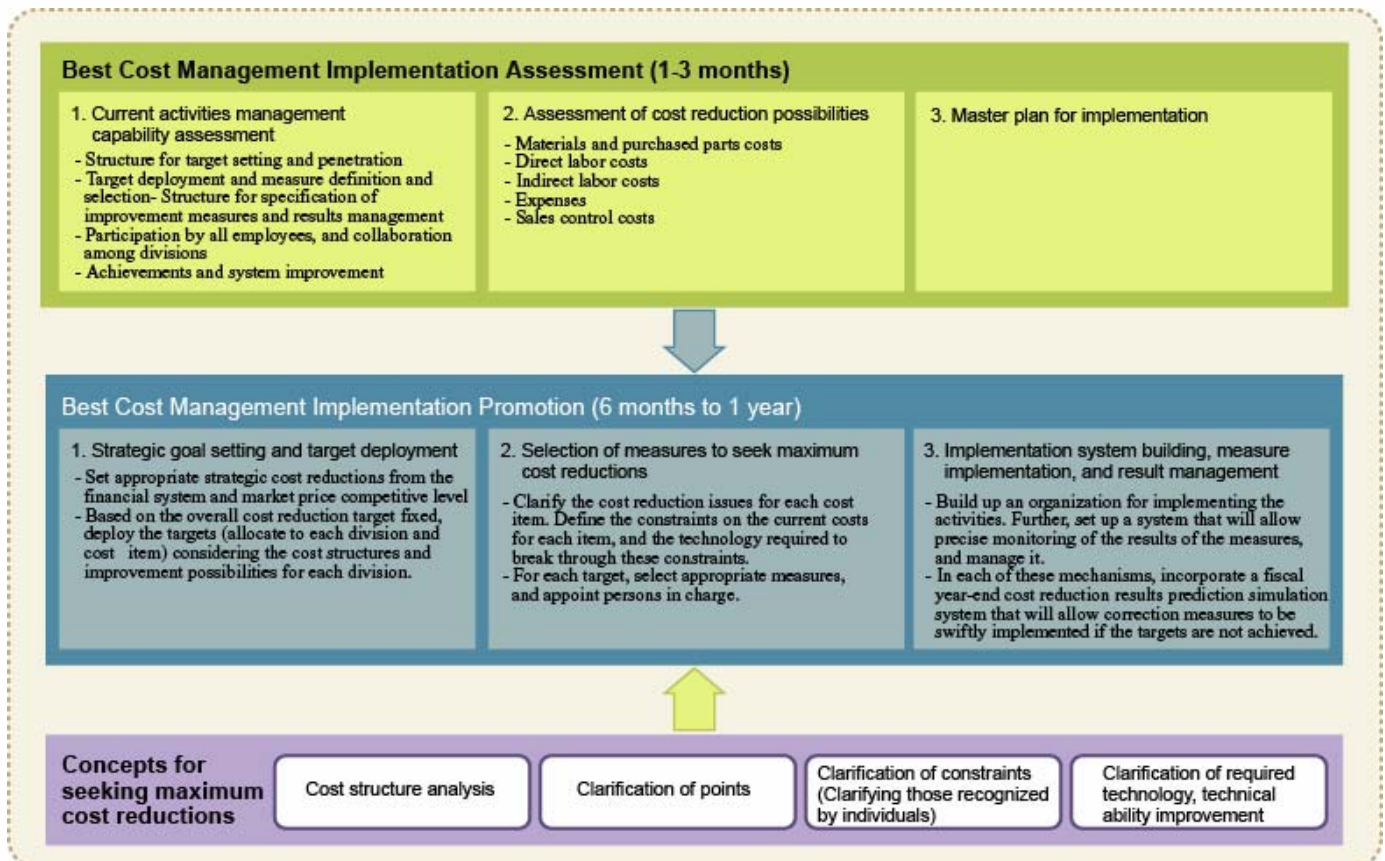 Best Cost Management Implementation Assessment (1-3 months)
1. Current activities management
capability assessment
- Structure for target setting and penetration
- Target deployment and measure definition and
selection- Structure for specification of
improvement measures and results management
- Participation by all employees, and collaboration
among divisions
- Achievements and system improvement
2. Assessment of cost reduction possibilities
- Materials and purchased parts costs
- Direct labor costs
- Indirect labor costs
- Expenses
- Sales control costs
3. Master plan for implementation
Best Cost Management Implementation Promotion (6 months to 1 year)
1. Strategic goal setting and target deployment
- Set appropriate strategic cost reductions from the
financial system and market price competitive level
- Based on the overall cost reduction target fixed,
deploy the targets (allocate to each division and
cost item) considering the cost structures and
improvement possibilities for each division.
2. Selection of measures to seek maximum
cost reductions
- Clarify the cost reduction issues for each cost
item. Define the constraints on the current costs
for each item, and the technology required to
break through these constraints.
- For each target, select appropriate measures,
and appoint persons in charge.
3. Implementation system building, measure
implementation, and result management
- Build up an organization for implementing the
activities. Further, set up a system that will allow
precise monitoring of the results of the measures,
and manage it.
- In each of these mechanisms, incorporate a fiscal
year-end cost reduction results prediction simulation
system that will allow correction measures to be
swiftly implemented if the targets are not achieved.
Concepts for
seeking maximum
cost reductions
Cost structure analysis
Clarification of points
Clarification of constraints
(Clarifying those recognized
by individuals)
Clarification of required
technology, technical
ability improvement